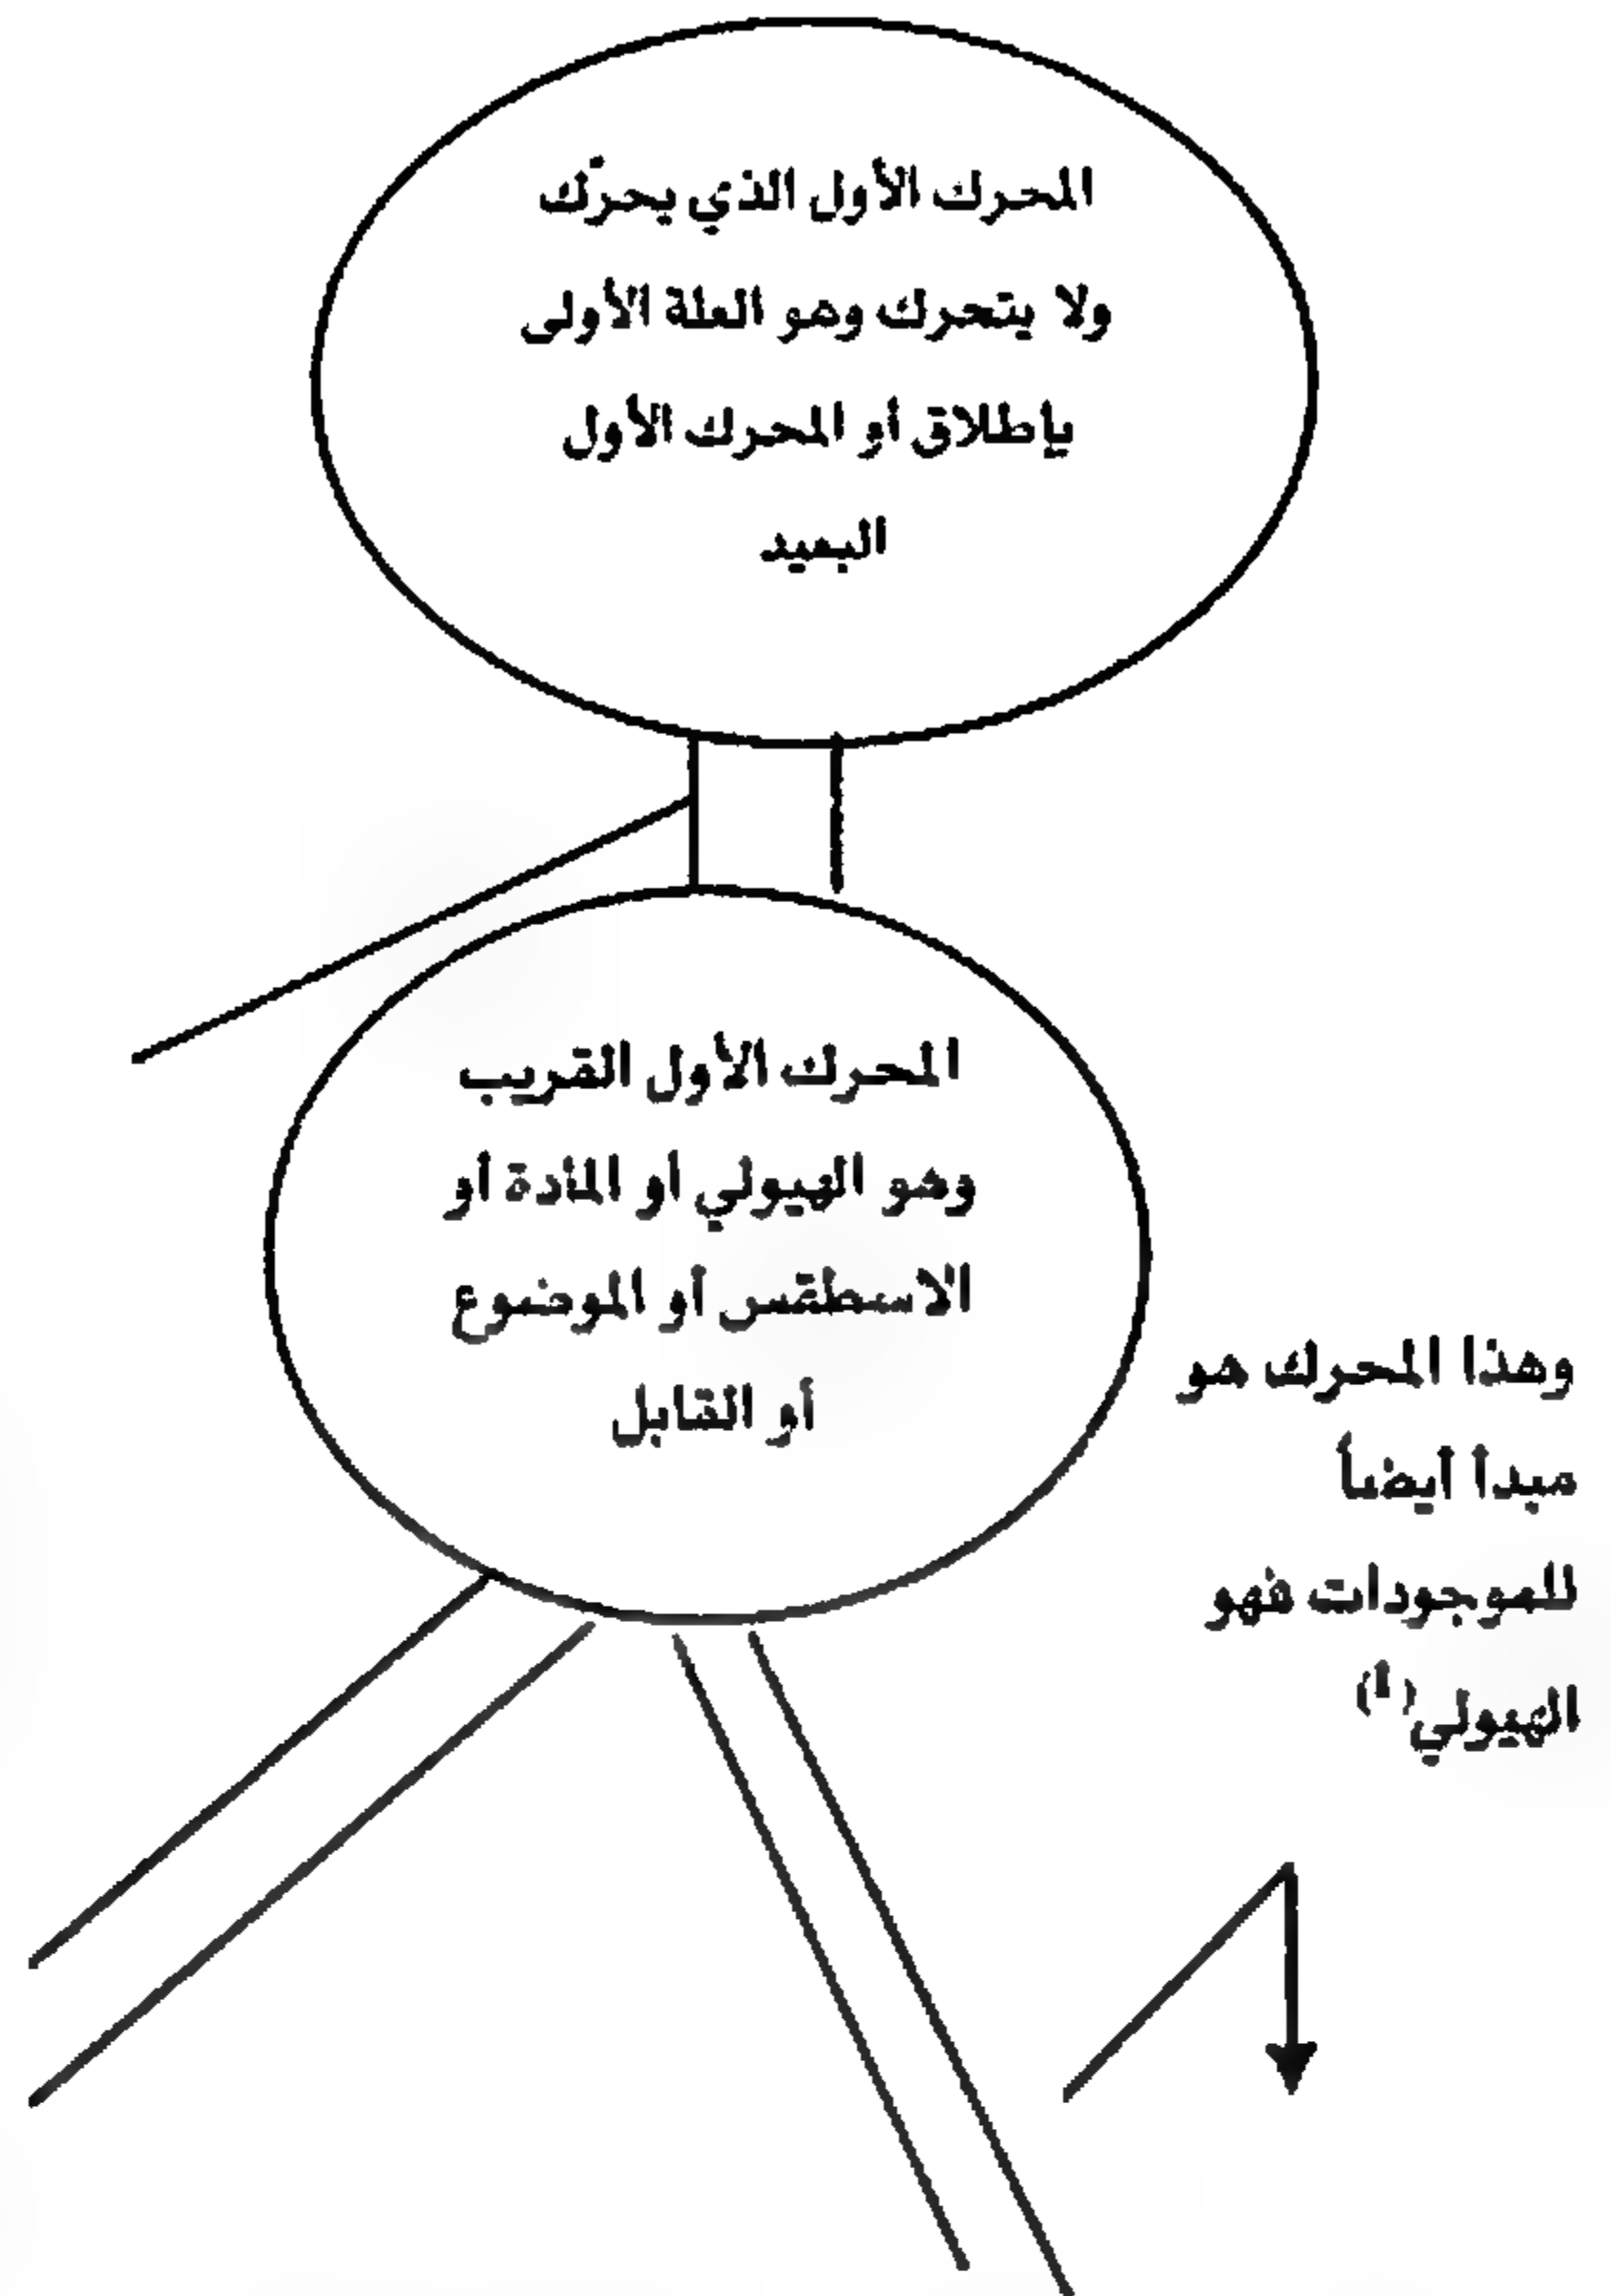 المحرك الأول الذي يحرّك
ولا يتحرك وهو العلة الأولى
بإطلاق أو المحرك الأول
البعيد
المحرك الأول القريب
وهو الهيولي أو المادة أو
الاسطقس أو الموضوع
أو القابل
وهذا المحرك هو
مبدأ أيضاً
للموجودات فهو
الهيولي(1)